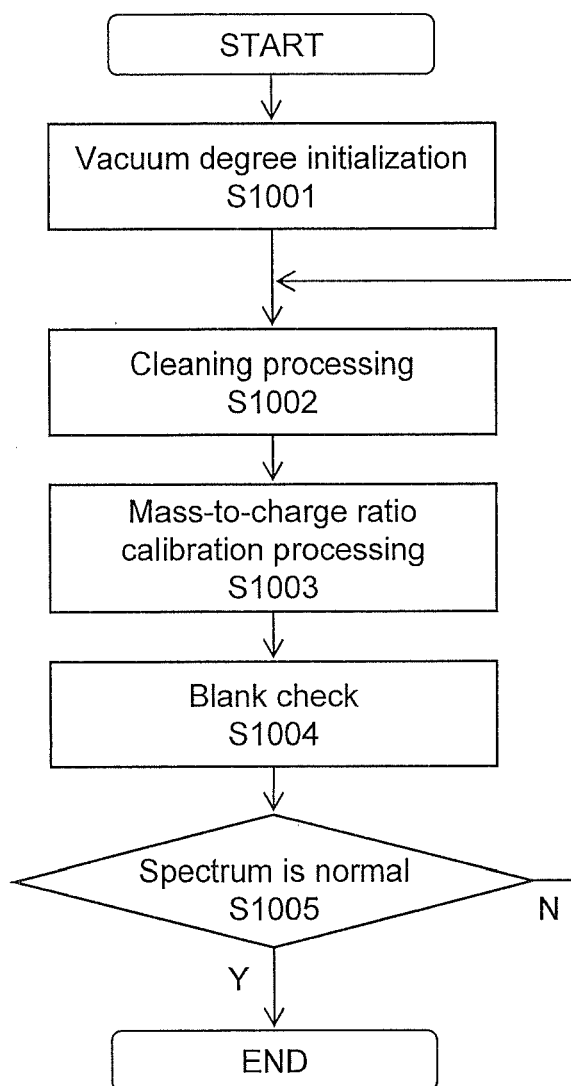 START
Vacuum degree initialization
S1001
Cleaning processing
S1002
Mass-to-charge ratio
calibration processing
S1003
Blank check
S1004
Spectrum is normal
S1005
N
Y
END